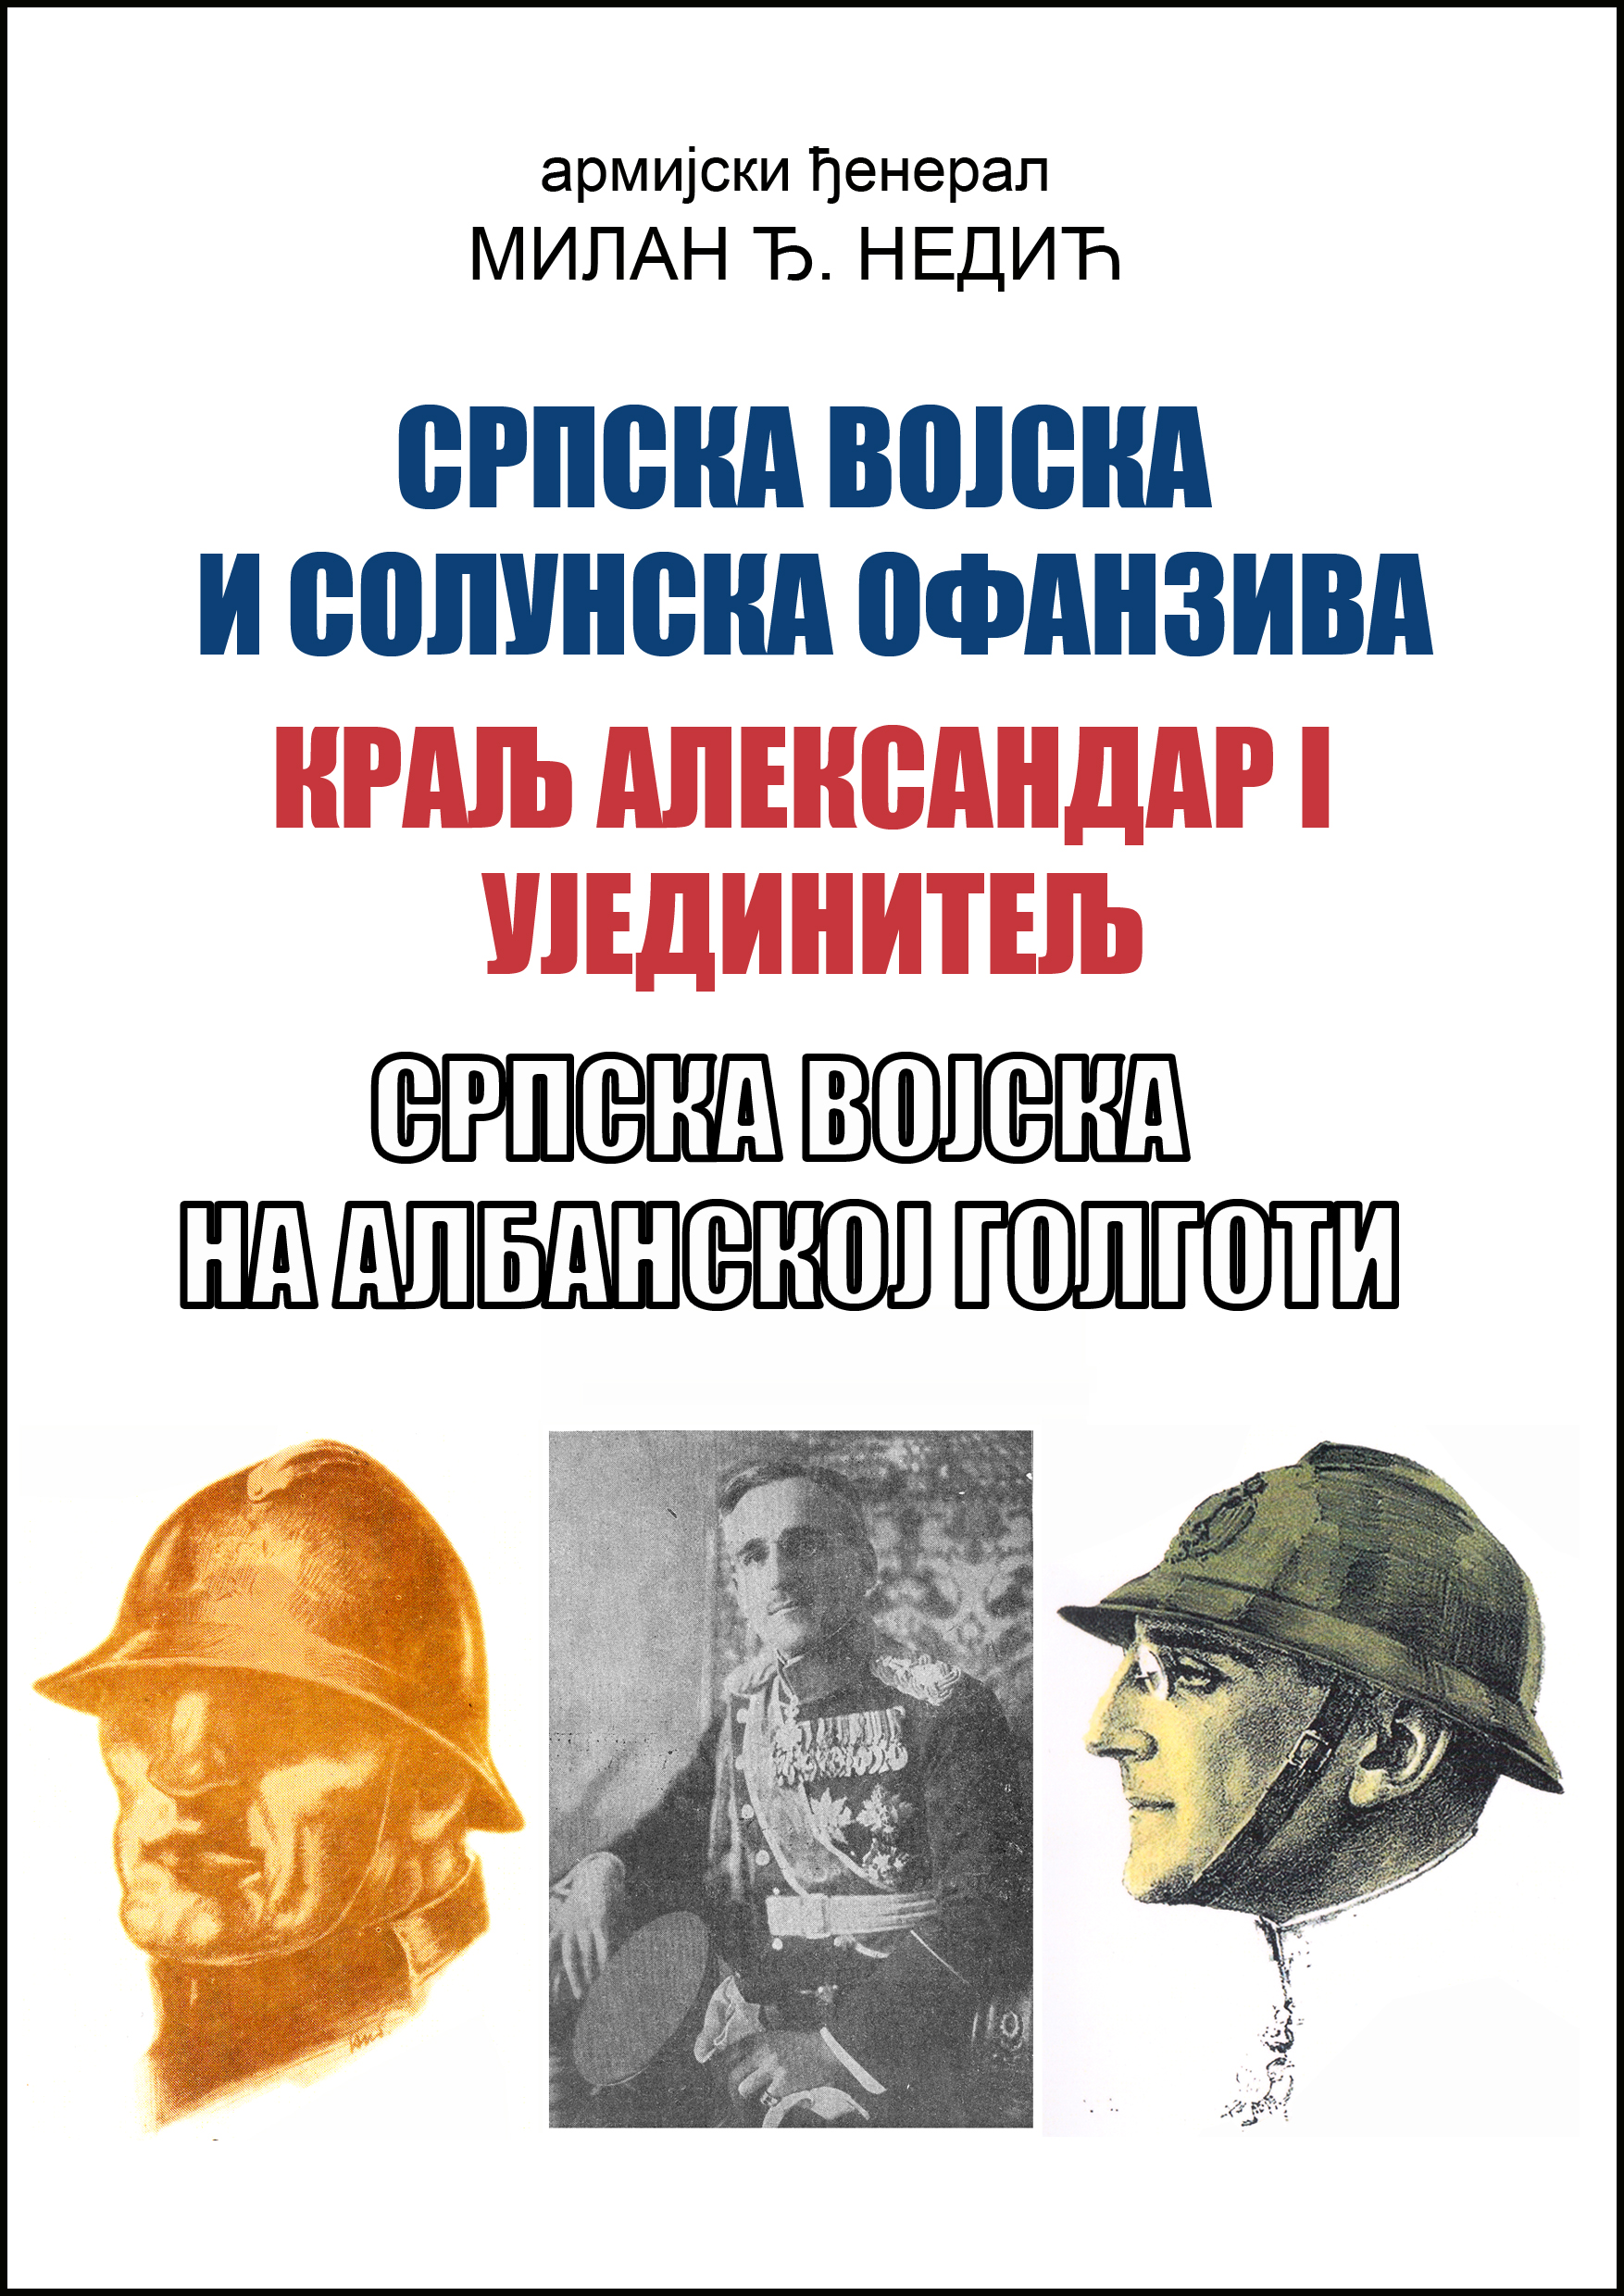 армијски ђенерал
МИЛАН Ђ. НЕДИЋ
СРПСКА ВОЈСКА
И СОЛУНСКА ОФАНЗИВА
КРАЉ АЛЕКСАНДАР I
УЈЕДИНИТЕЉ
СРПСКА ВОЈСКА
НА АЛБАНСКОЈ ГОЛГОТИ